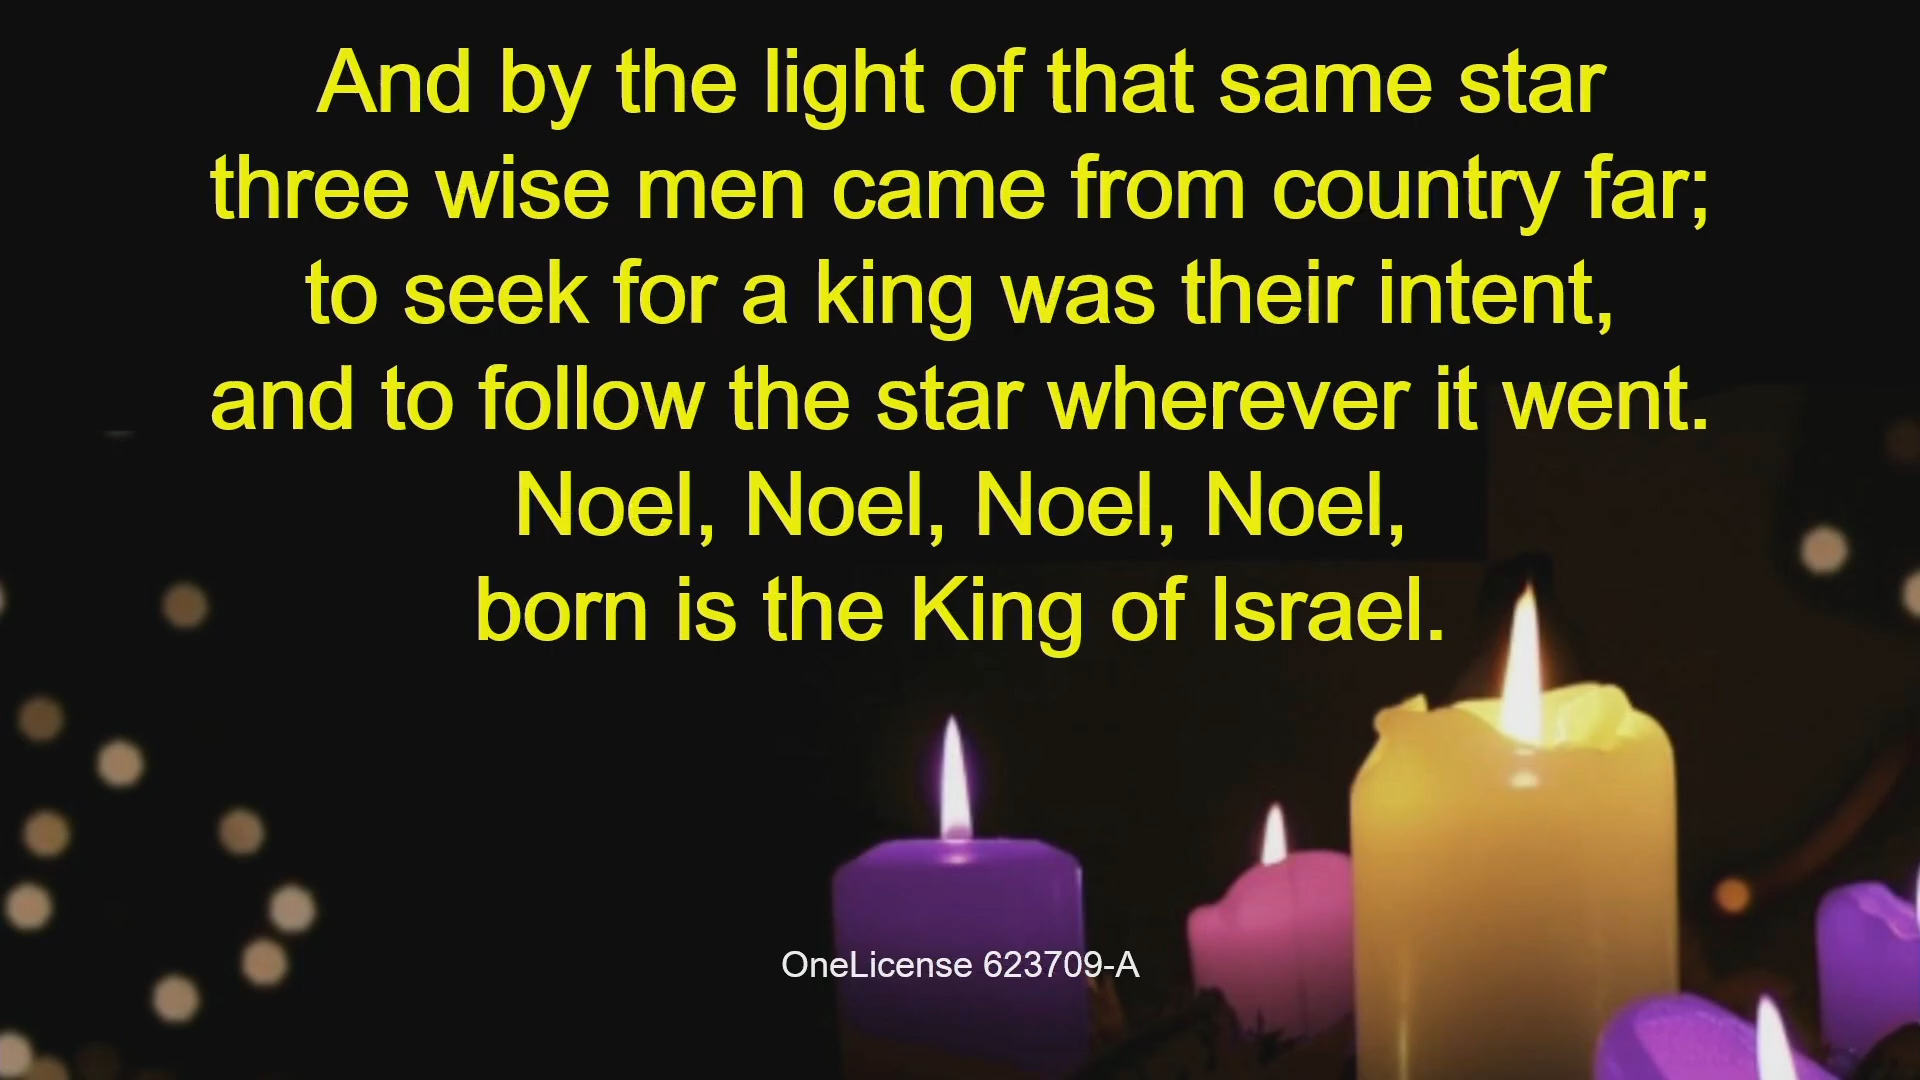 And by the light of that same star
three wise men came from country far;
to seek for a king was their intent,
and to follow the star wherever it went.
Noel, Noel, Noel, Noel,
born is the King of Israel.
OneLicense 623709-A